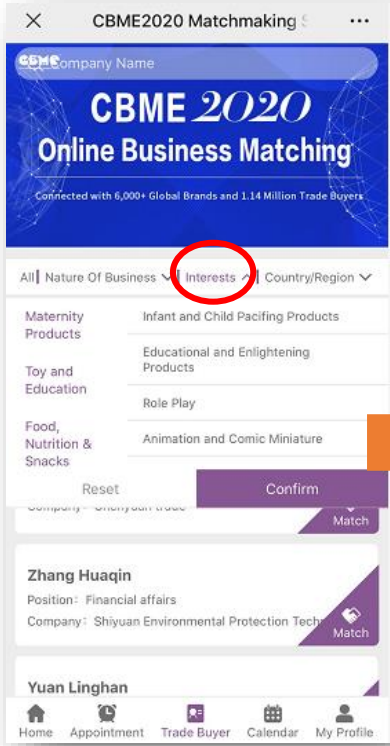 CBME2020 Matchmaking
CBME Company Name
CBME 2020
Online Business Matching
Connected with 6,000+ Global Brands and 1.14 Million Trade Buyers
All Nature Of Business Interests Country/Region
Maternity Products
Infant and Child Pacifing Products
Toy and Education
Educational and Enlightening Products
Role Play
Food, Nutrition & Snacks
Animation and Comic Miniature
Reset Confirm
Match
Zhang Huaqin
Position: Financial affairs
Company: Shiyuan Environmental Protection Tech
Match
Yuan Linghan
Home Appointment Trade Buyer Calendar My Profile